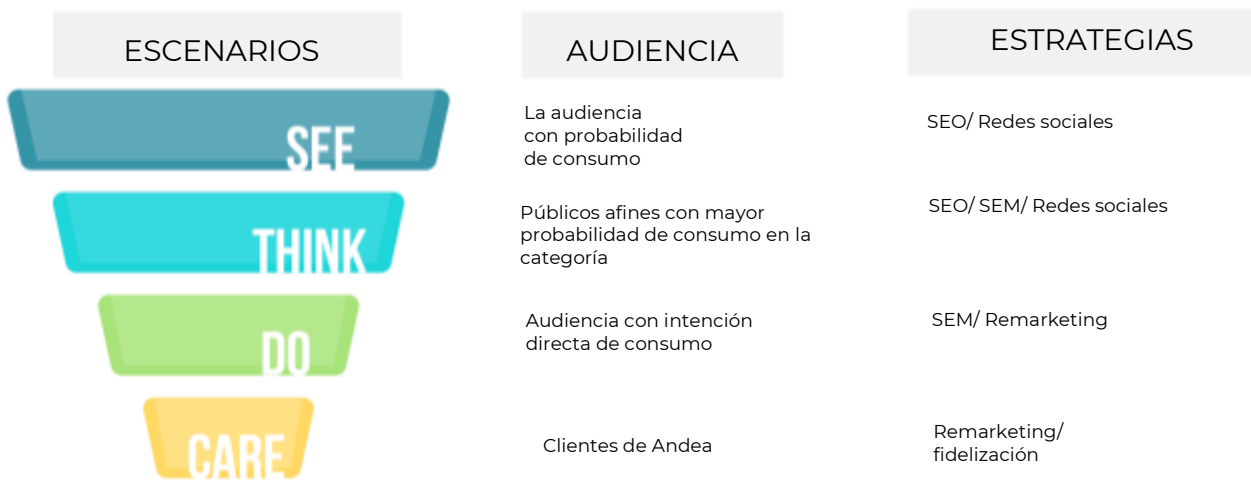 ESCENARIOS
AUDIENCIA
ESTRATEGIAS
SEE
La audiencia
con probabilidad
de consumo
SEO/ Redes sociales
THINK
Públicos afines con mayor
probabilidad de consumo en la
categoría
SEO/ SEM/ Redes sociales
DO
Audiencia con intención
directa de consumo
SEM/ Remarketing
CARE
Clientes de Andea
Remarketing/
fidelización